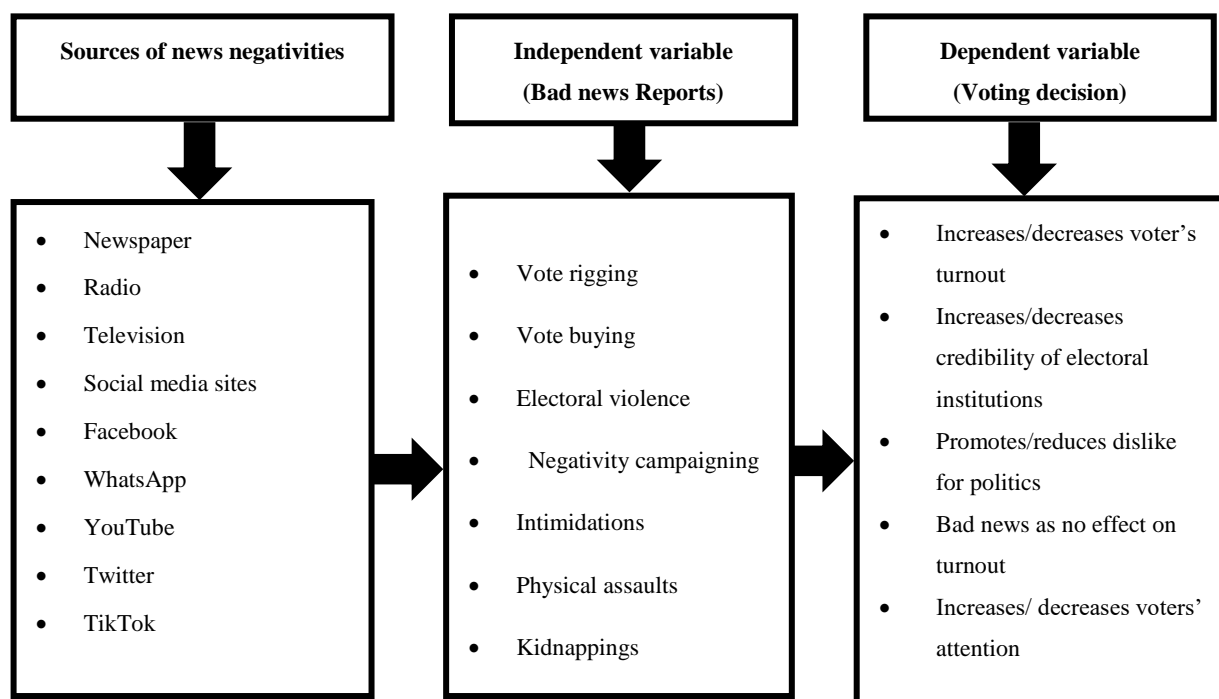 Sources of news negativities
Independent variable
(Bad news Reports)
Dependent variable
(Voting decision)
• Newspaper
• Radio
• Television
• Social media sites
• Facebook
• WhatsApp
• YouTube
• Twitter
• TikTok
• Vote rigging
• Vote buying
• Electoral violence
• Negativity campaigning
• Intimidations
• Physical assaults
• Kidnappings
• Increases/decreases voter’s
turnout
• Increases/decreases
credibility of electoral
institutions
• Promotes/reduces dislike
for politics
• Bad news as no effect on
turnout
• Increases/ decreases voters’
attention